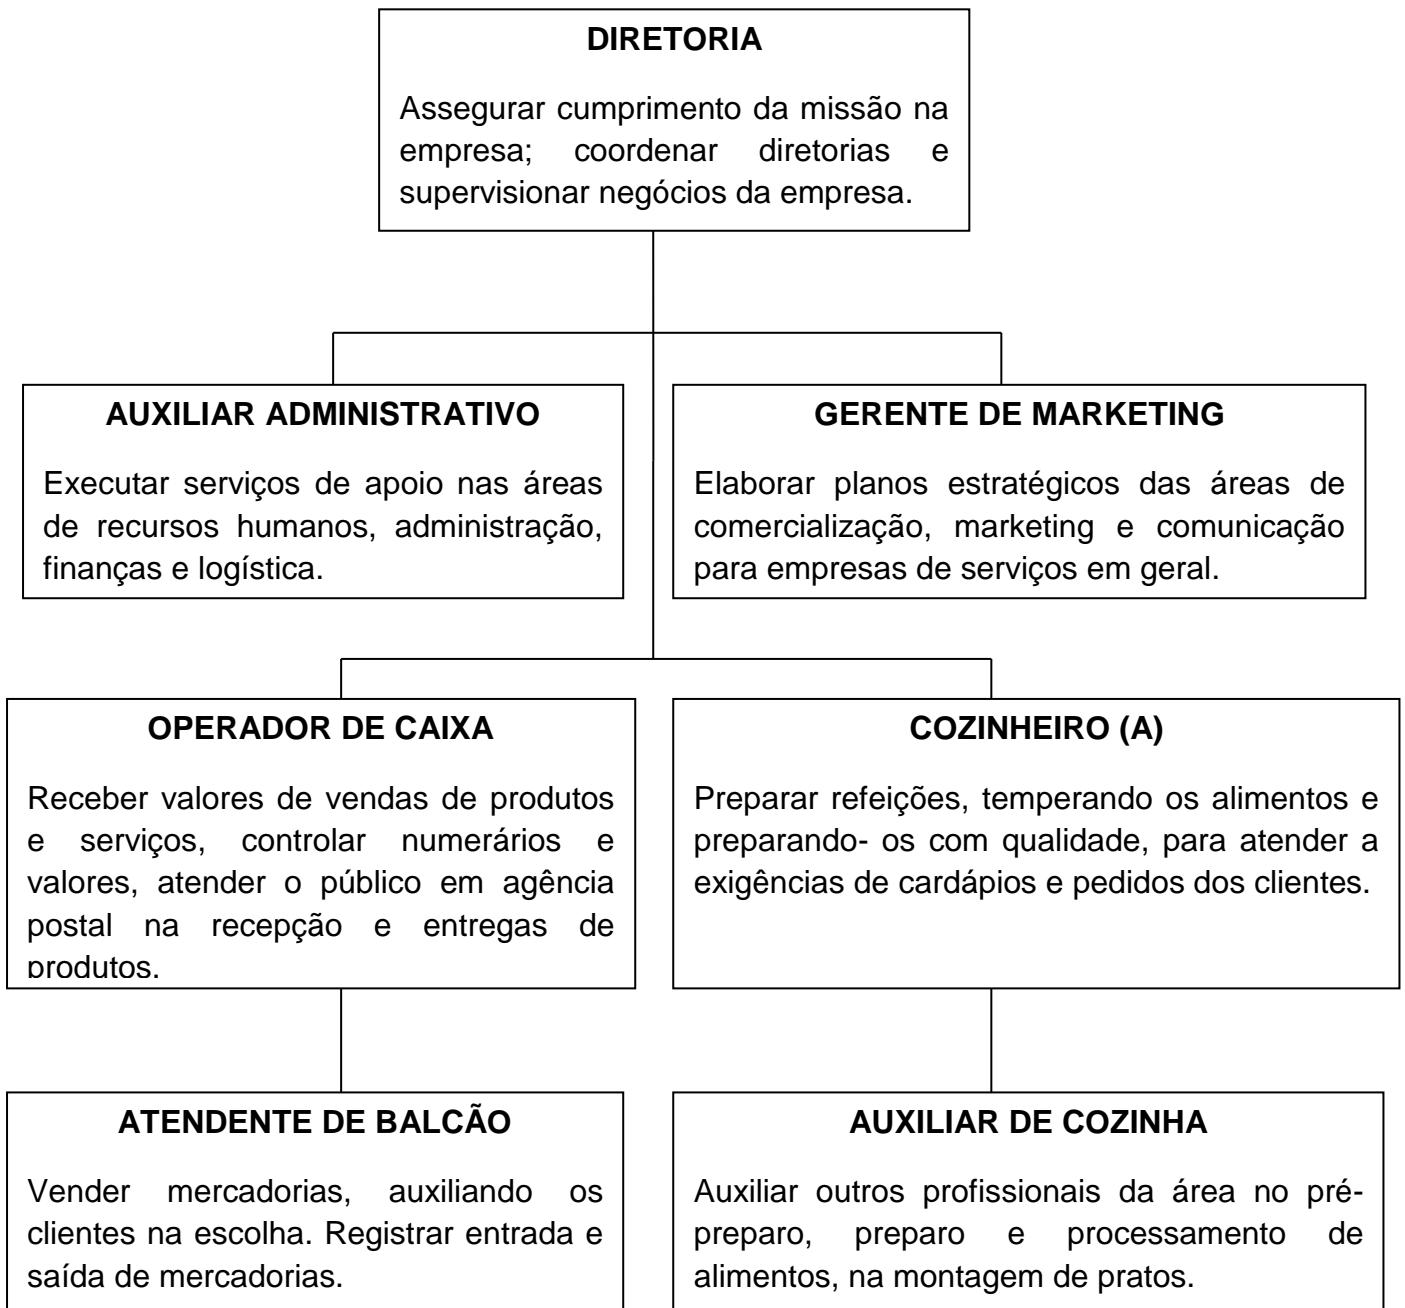 DIRETORIA
Assegurar cumprimento da missão na
empresa; coordenar diretorias e
supervisionar negócios da empresa.
AUXILIAR ADMINISTRATIVO
Executar serviços de apoio nas áreas
de recursos humanos, administração,
finanças e logística.
GERENTE DE MARKETING
Elaborar planos estratégicos das áreas de
comercialização, marketing e comunicação
para empresas de serviços em geral.
OPERADOR DE CAIXA
Receber valores de vendas de produtos
e serviços, controlar numerários e
valores, atender o público em agência
postal na recepção e entregas de
produtos.
COZINHEIRO (A)
Preparar refeições, temperando os alimentos e
preparando- os com qualidade, para atender a
exigências de cardápios e pedidos dos clientes.
ATENDENTE DE BALCÃO
Vender mercadorias, auxiliando os
clientes na escolha. Registrar entrada e
saída de mercadorias.
AUXILIAR DE COZINHA
Auxiliar outros profissionais da área no pré-
preparo, preparo e processamento de
alimentos, na montagem de pratos.